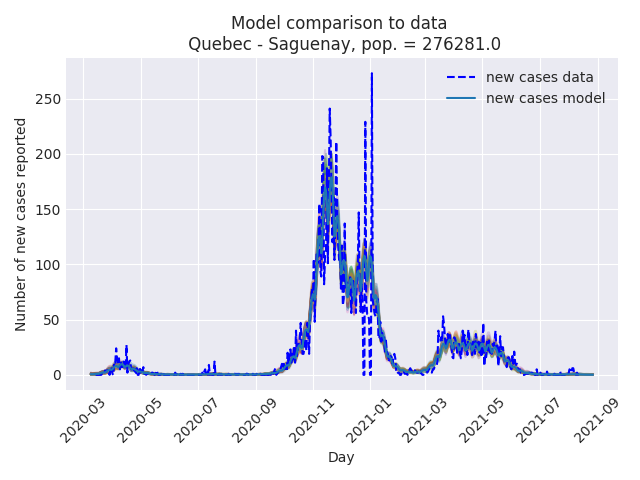 Model comparison to data
Quebec - Saguenay, pop. = 276281.0
new cases data
new cases model
Number of new cases reported
250
200
150
100
50
0
2020-03
2020-05
2020-07
2020-09
2020-11
2021-01
2021-03
2021-05
2021-07
2021-09
Day